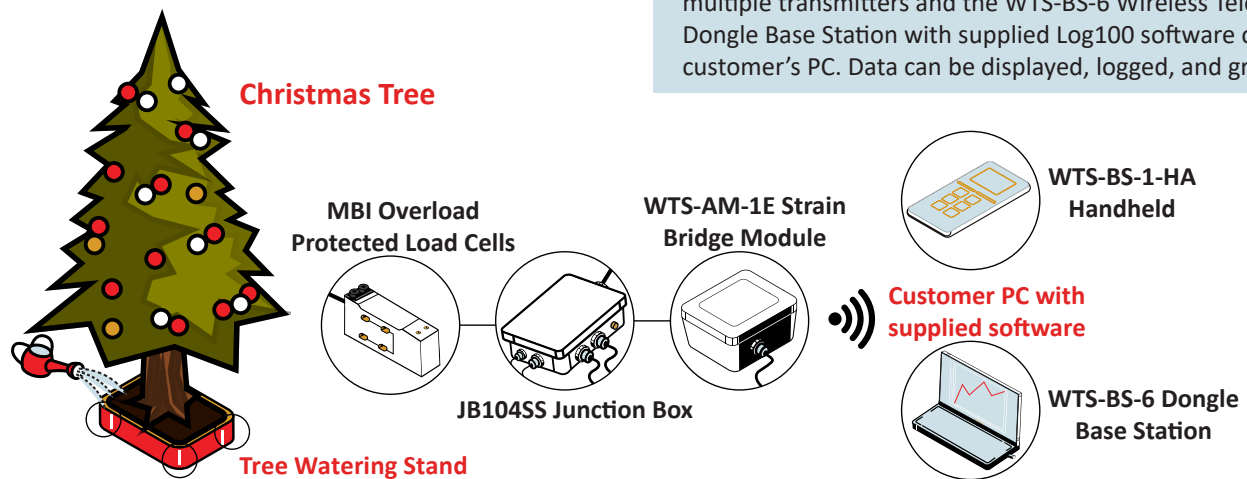 multiple transmitters and the WTS-BS-6 Wireless
Dongle Base Station with supplied Log100 software
customer's PC. Data can be displayed, logged, and
Christmas Tree
MBI Overload
Protected Load Cells
WTS-AM-1E Strain
Bridge Module
WTS-BS-1-HA
Handheld
Customer PC with
supplied software
JB104SS Junction Box
WTS-BS-6 Dongle
Base Station
Tree Watering Stand